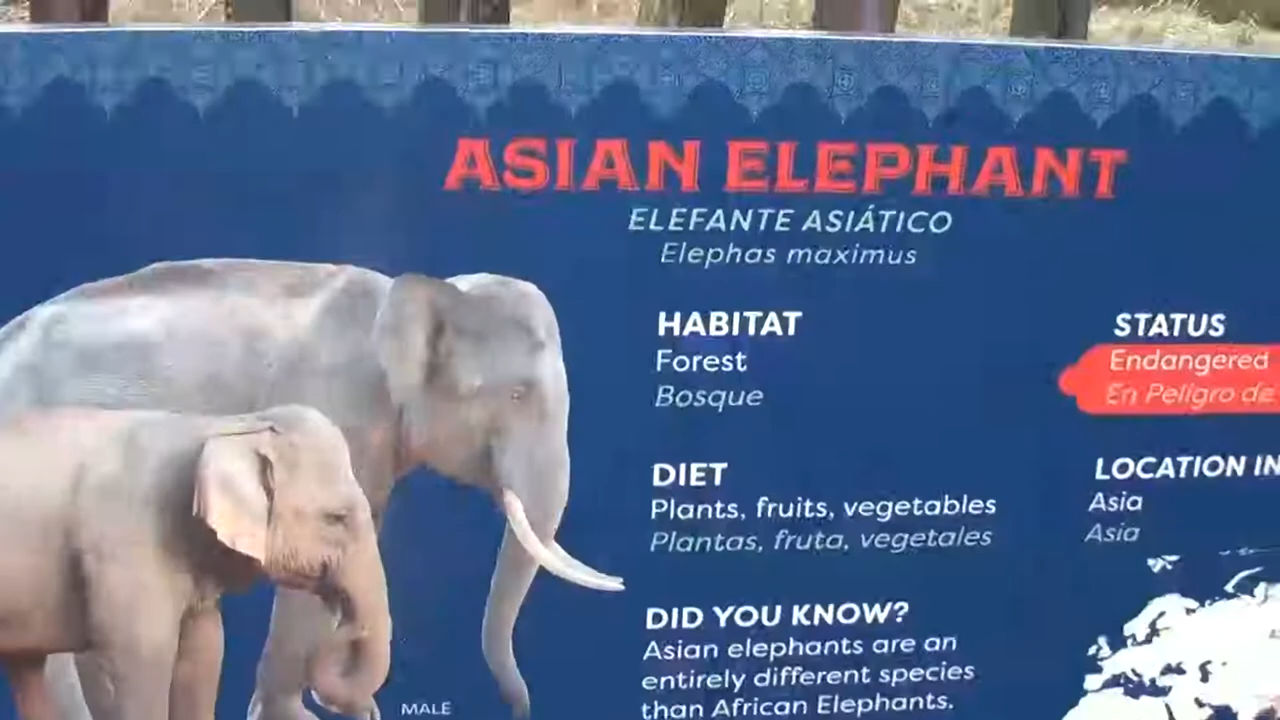 ASIAN ELEPHANT
ELEFANTE ASIÁTICO
Elephas maximus
HABITAT
Forest
Bosque
DIET
Plants, fruits, vegetables
Plantas, fruta, vegetales
DID YOU KNOW?
Asian elephants are an
entirely different species
than African Elephants.
STATUS
Endangered
En Peligro de
LOCATION IN
Asia
Asia
MALE